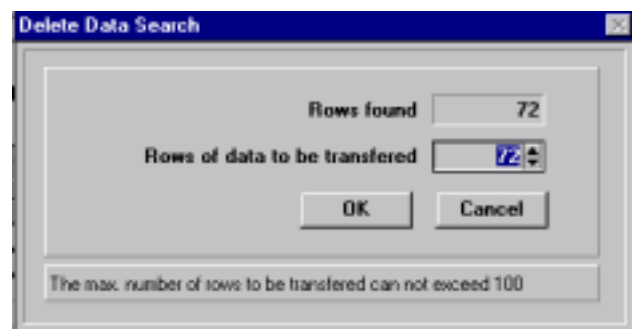 Delete Data Search
Rows found 72
Rows of data to be transfered 72
OK Cancel
The max. number of rows to be transfered can not exceed 100